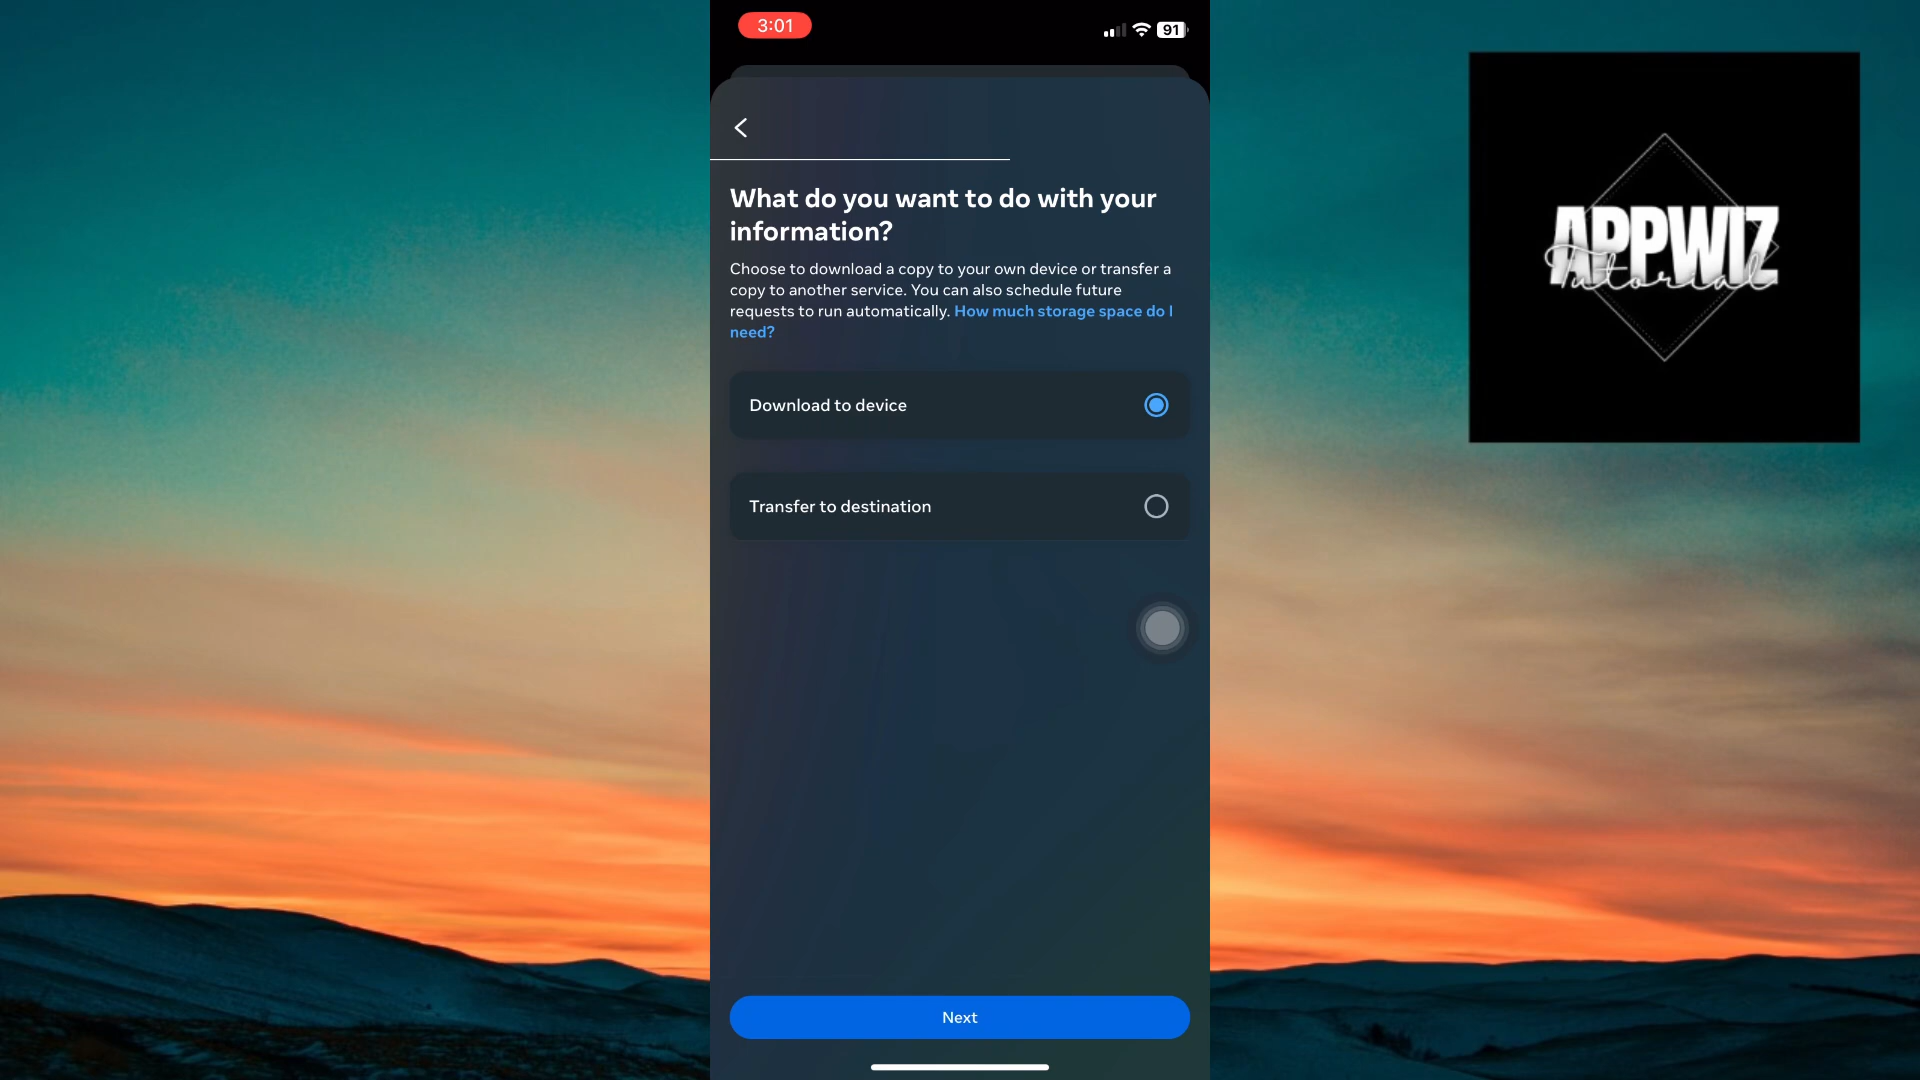 3:01
91
APPWIZ
Tutorial
What do you want to do with your
information?
Choose to download a copy to your own device or transfer a
copy to another service. You can also schedule future
requests to run automatically. How much storage space do I
need?
Download to device
Transfer to destination
Next